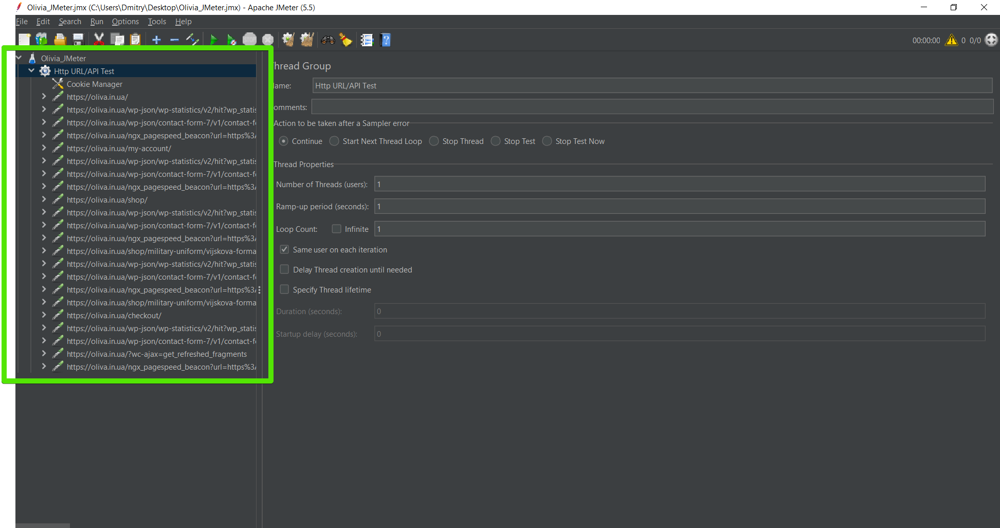 Olivia_JMeter.jmx (C:\Users\Dmitry\Desktop\Olivia_JMeter.jmx) - Apache JMeter (5.5)
File Edit Search Run Options Tools Help
STOP
00:00:00 0 0/0
Olivia_JMeter
Http URL/API Test
Cookie Manager
https://oliva.in.ua/
https://oliva.in.ua/wp-json/wp-statistics/v2/hit?wp_statis
https://oliva.in.ua/wp-json/contact-form-7/v1/contact-f
https://oliva.in.ua/ngx_pagespeed_beacon?url=https%3
https://oliva.in.ua/my-account/
https://oliva.in.ua/wp-json/wp-statistics/v2/hit?wp_statis
https://oliva.in.ua/wp-json/contact-form-7/v1/contact-fo
https://oliva.in.ua/ngx_pagespeed_beacon?url=https%3
https://oliva.in.ua/shop/
https://oliva.in.ua/wp-json/wp-statistics/v2/hit?wp_statis
https://oliva.in.ua/wp-json/contact-form-7/v1/contact-f
https://oliva.in.ua/ngx_pagespeed_beacon?url=https%3
https://oliva.in.ua/shop/military-uniform/vijskova-forma
https://oliva.in.ua/wp-json/wp-statistics/v2/hit?wp_statis
https://oliva.in.ua/wp-json/contact-form-7/v1/contact-f
https://oliva.in.ua/ngx_pagespeed_beacon?url=https%3
https://oliva.in.ua/shop/military-uniform/vijskova-forma
https://oliva.in.ua/checkout/
https://oliva.in.ua/wp-json/wp-statistics/v2/hit?wp_statis
https://oliva.in.ua/wp-json/contact-form-7/v1/contact-f
https://oliva.in.ua/?wc-ajax=get_refreshed_fragments
https://oliva.in.ua/ngx_pagespeed_beacon?url=https%3
hread Group
ame: Http URL/API Test
omments:
Action to be taken after a Sampler error
Continue Start Next Thread Loop Stop Thread Stop Test Stop Test Now
Thread Properties
Number of Threads (users): 1
Ramp-up period (seconds): 1
Loop Count: Infinite 1
Same user on each iteration
Delay Thread creation until needed
Specify Thread lifetime
Duration (seconds): 0
Startup delay (seconds): 0